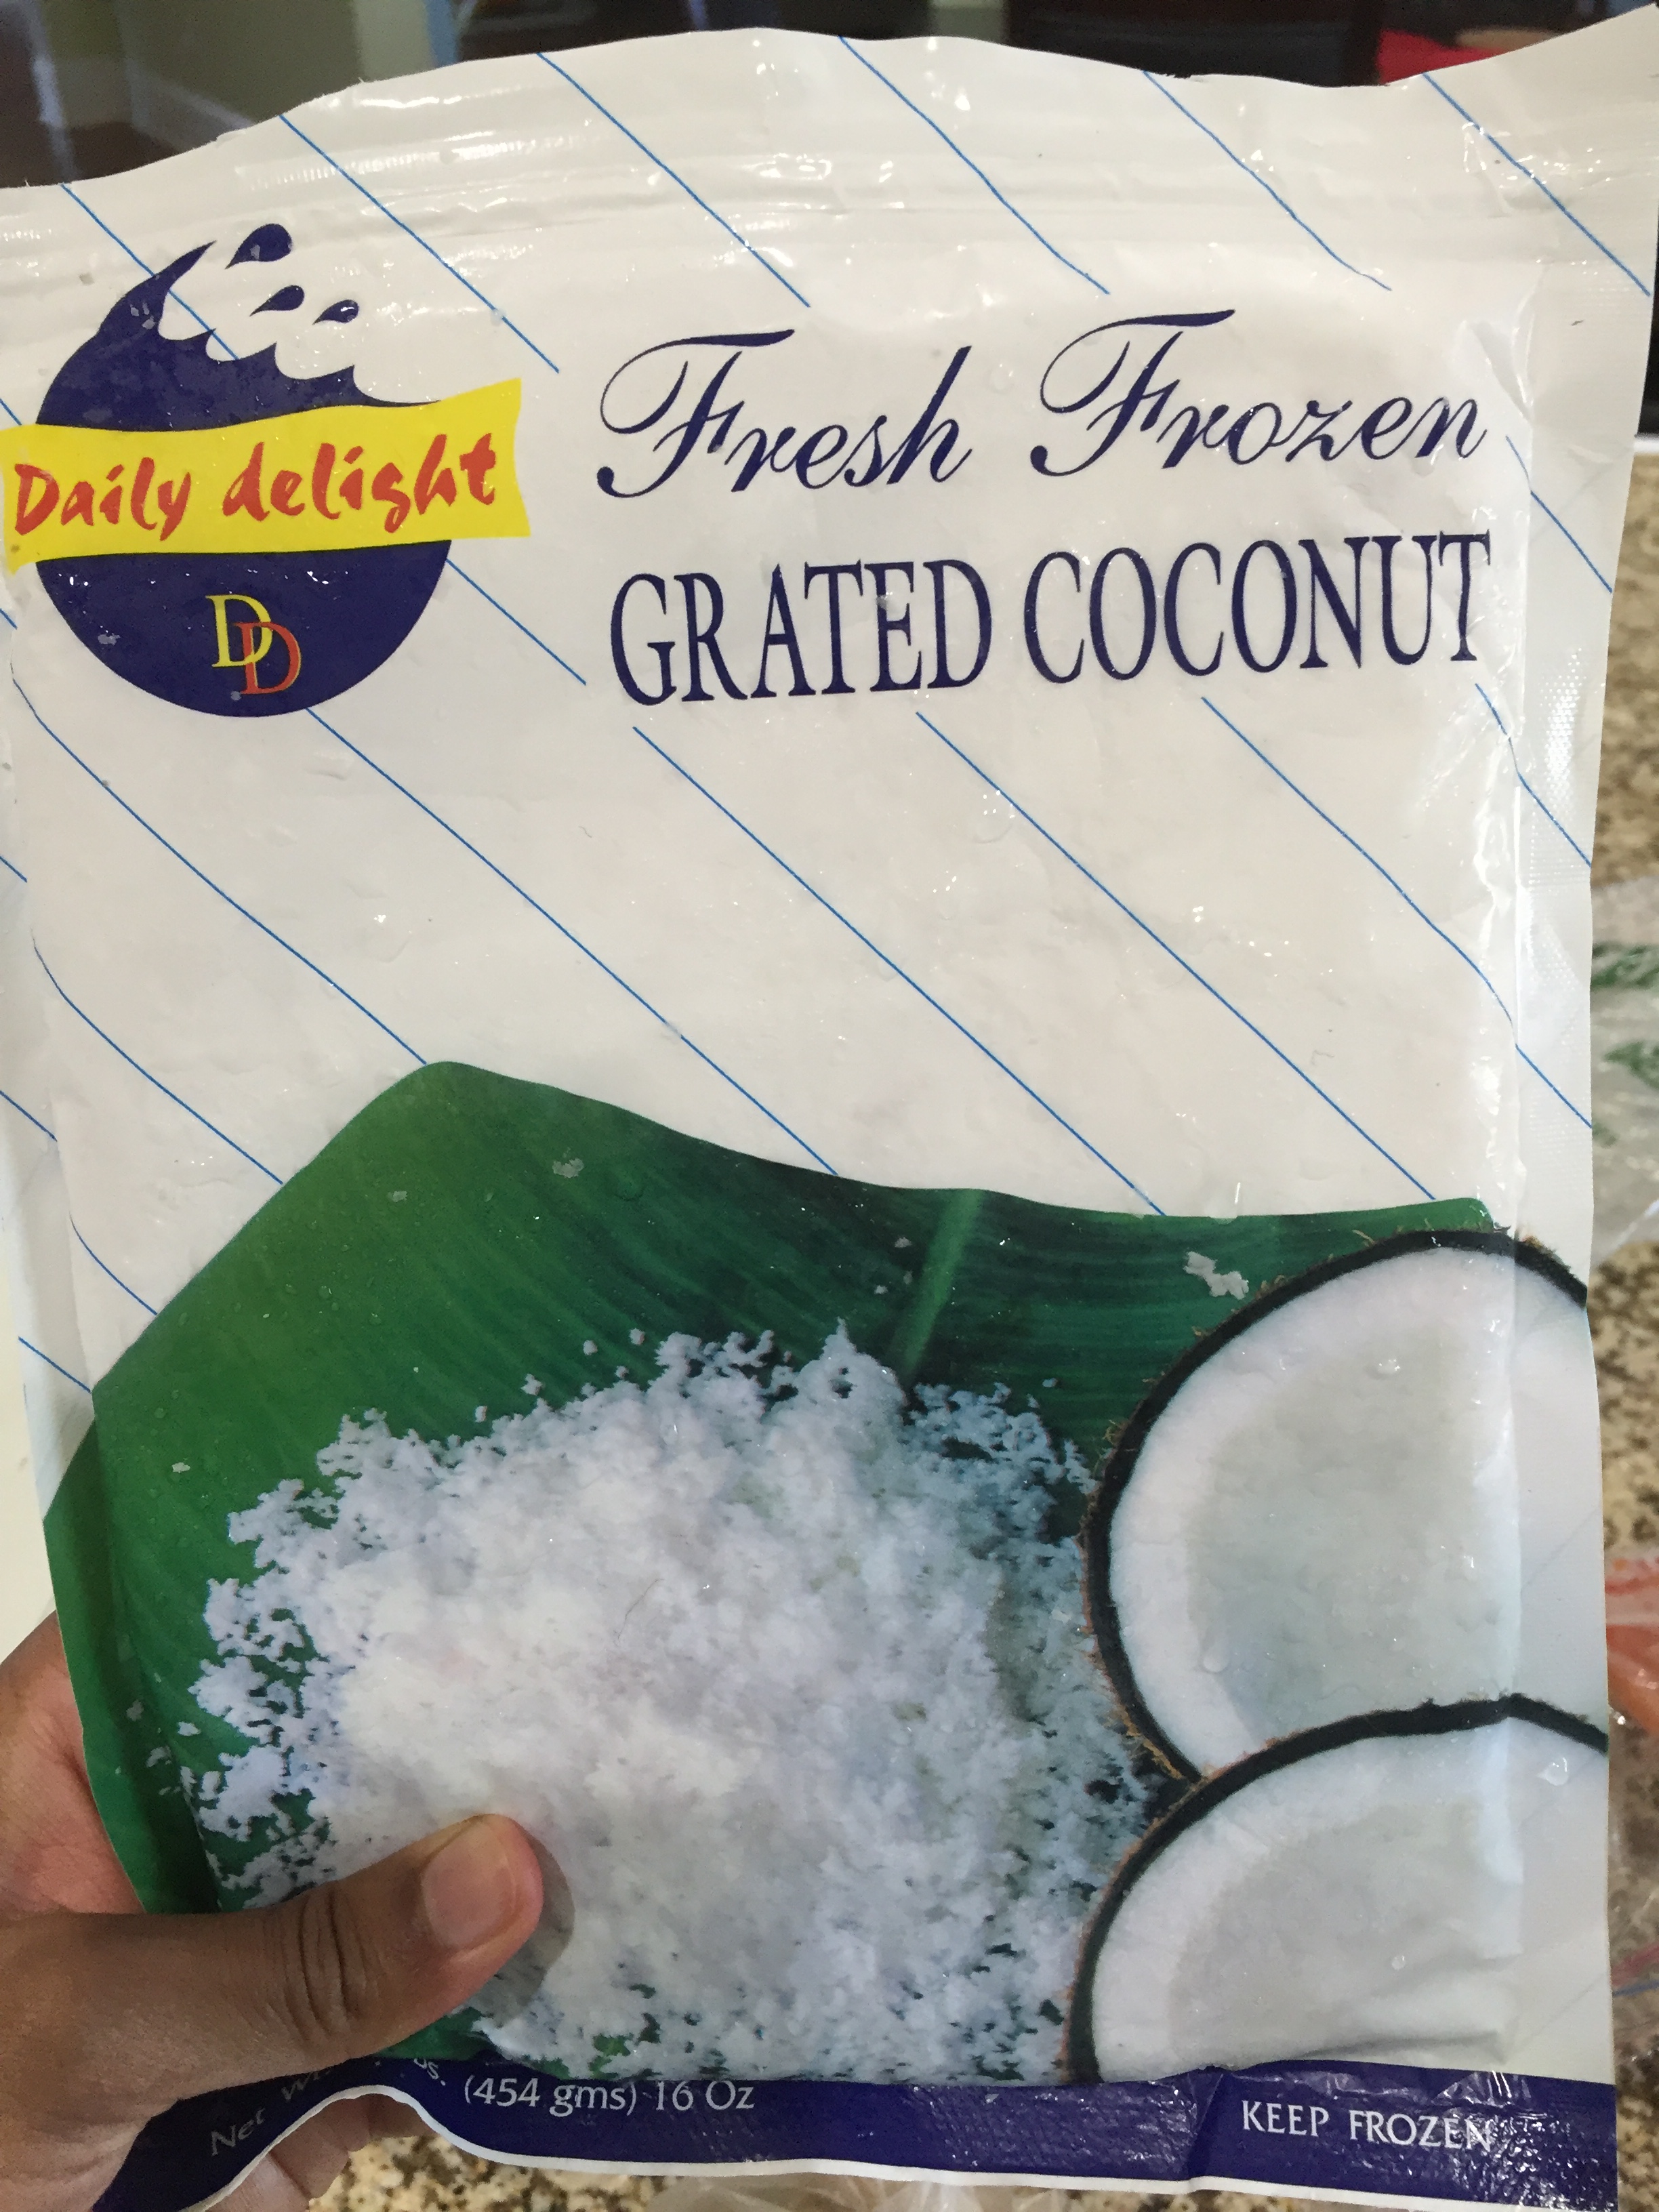 Daily delight
DD
Fresh Frozen
GRATED COCONUT
Net
(454 gms) 16 Oz
KEEP FROZEN